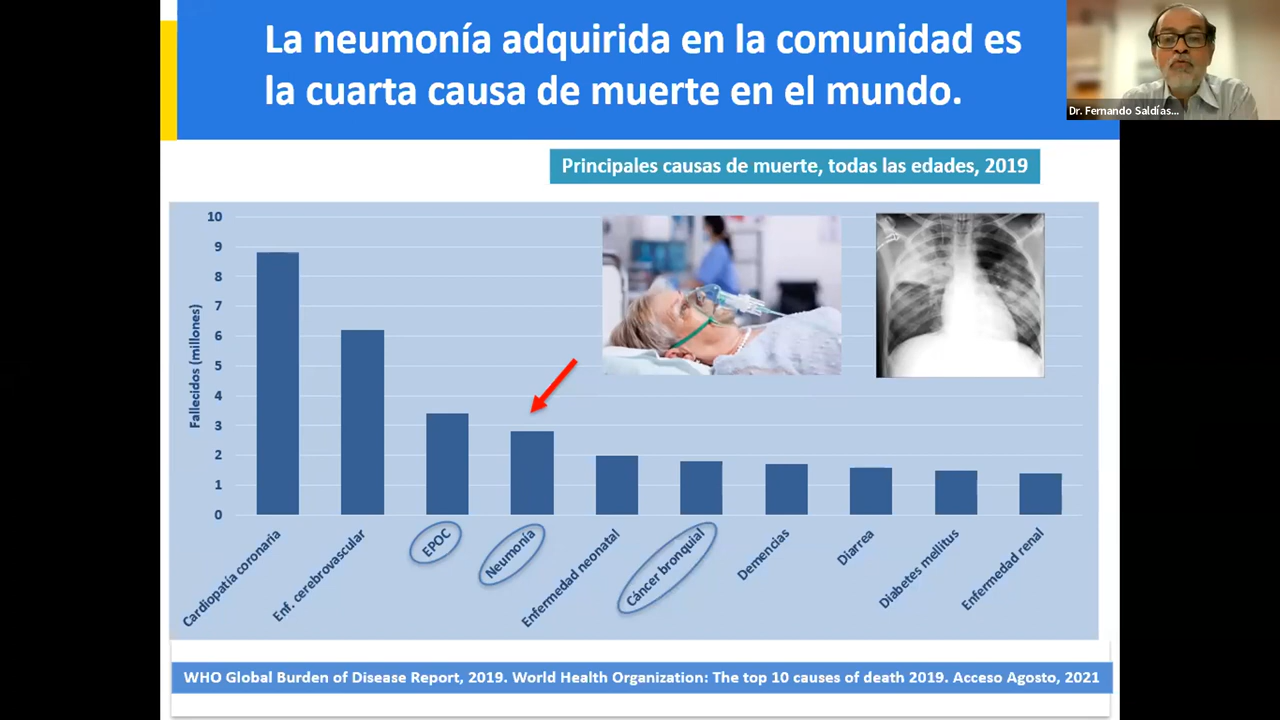 La neumonía adquirida en la comunidad es
la cuarta causa de muerte en el mundo.
Dr. Fernando Saldías...
Principales causas de muerte, todas las edades, 2019
Fallecidos (millones)
10
9
8
7
6
5
4
3
2
1
0
Cardiopatía coronaria
Enf. cerebrovascular
EPOC
Neumonía
Enfermedad neonatal
Cáncer bronquial
Demencias
Diarrea
Diabetes mellitus
Enfermedad renal
WHO Global Burden of Disease Report, 2019. World Health Organization: The top 10 causes of death 2019. Acceso Agosto, 2021